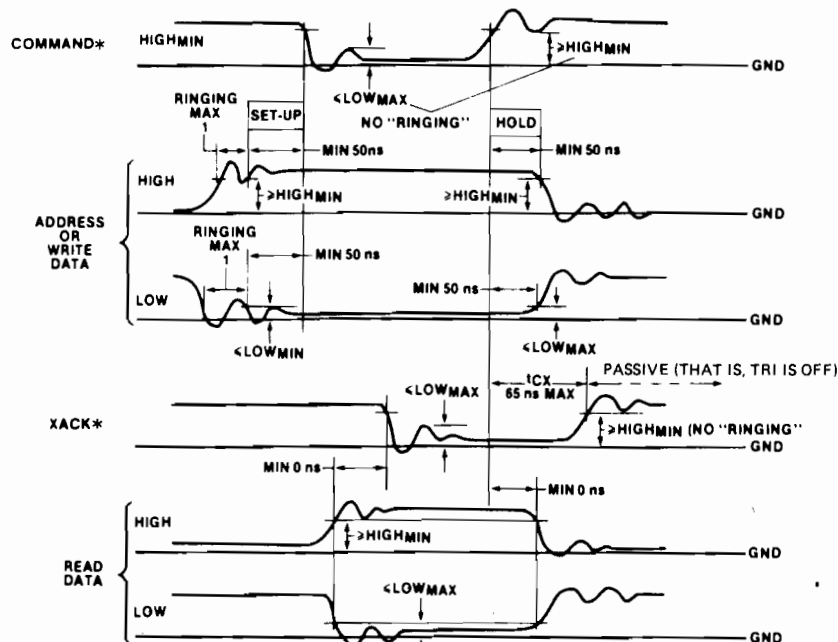 COMMAND*
HIGHMIN
≥HIGHMIN
GND
≤LOWMAX
NO "RINGING"
RINGING
MAX
1
SET-UP
HOLD
MIN 50ns
MIN 50 ns
HIGH
≥HIGHMIN
≥HIGHMIN
GND
ADDRESS
OR
WRITE
DATA
RINGING
MAX
1
MIN 50 ns
MIN 50 ns
LOW
GND
≤LOWMIN
≤LOWMAX
PASSIVE (THAT IS, TRI IS OFF)
tCX
65 ns MAX
≤LOWMAX
XACK*
≥HIGHMIN (NO "RINGING"
GND
MIN 0 ns
MIN 0 ns
HIGH
≥HIGHMIN
GND
READ
DATA
≤LOWMAX
LOW